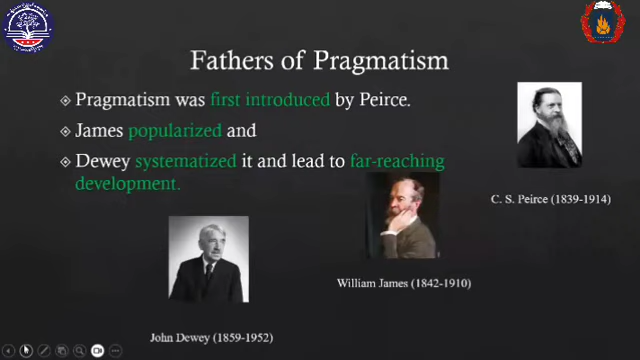 Fathers of Pragmatism
Pragmatism was first introduced by Peirce.
James popularized and
Dewey systematized it and lead to far-reaching
development.
C. S. Peirce (1839-1914)
William James (1842-1910)
John Dewey (1859-1952)